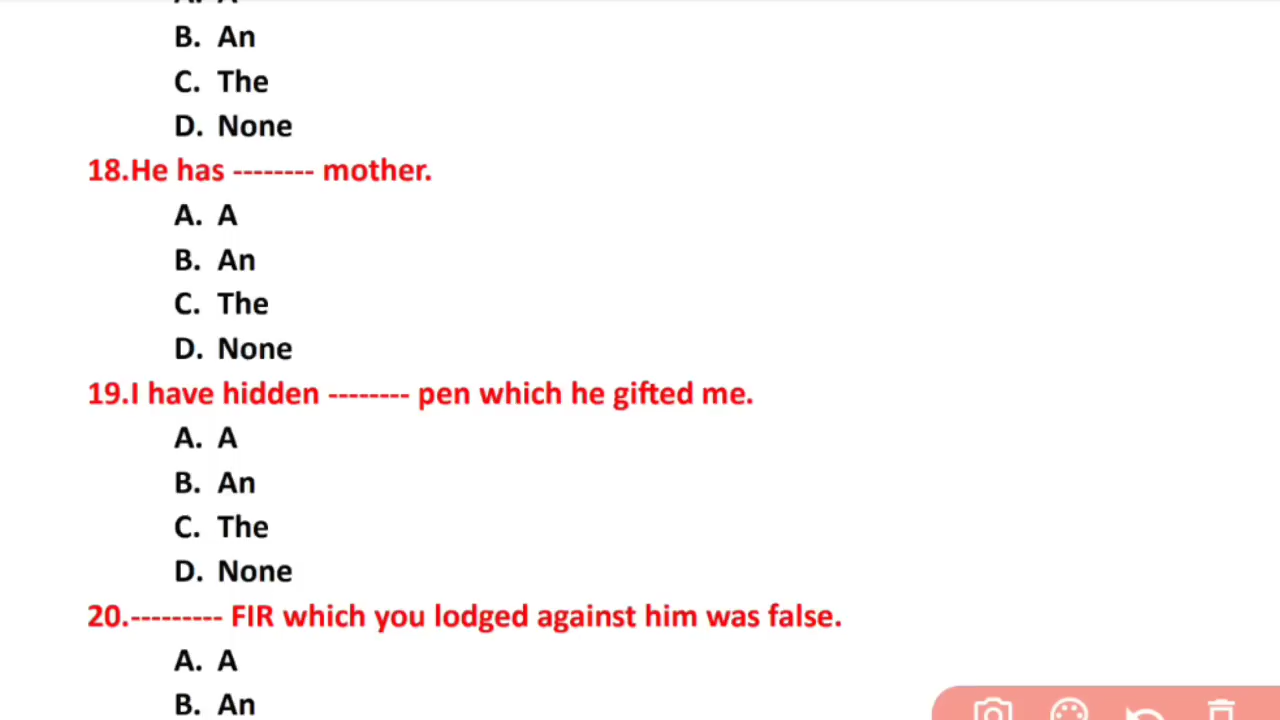 B. An
C. The
D. None
18.He has -------- mother.
A. A
B. An
C. The
D. None
19.I have hidden -------- pen which he gifted me.
A. A
B. An
C. The
D. None
20.--------- FIR which you lodged against him was false.
A. A
B. An